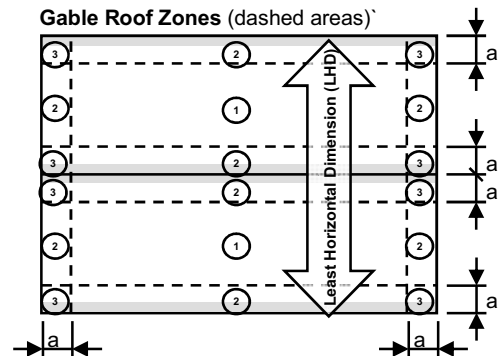 Gable Roof Zones (dashed areas)`
3 2 3 a
2 1 2
Least Horizontal Dimension (LHD)
3 2 3 a
3 2 3 a
2 1 2
3 2 3 a
a a